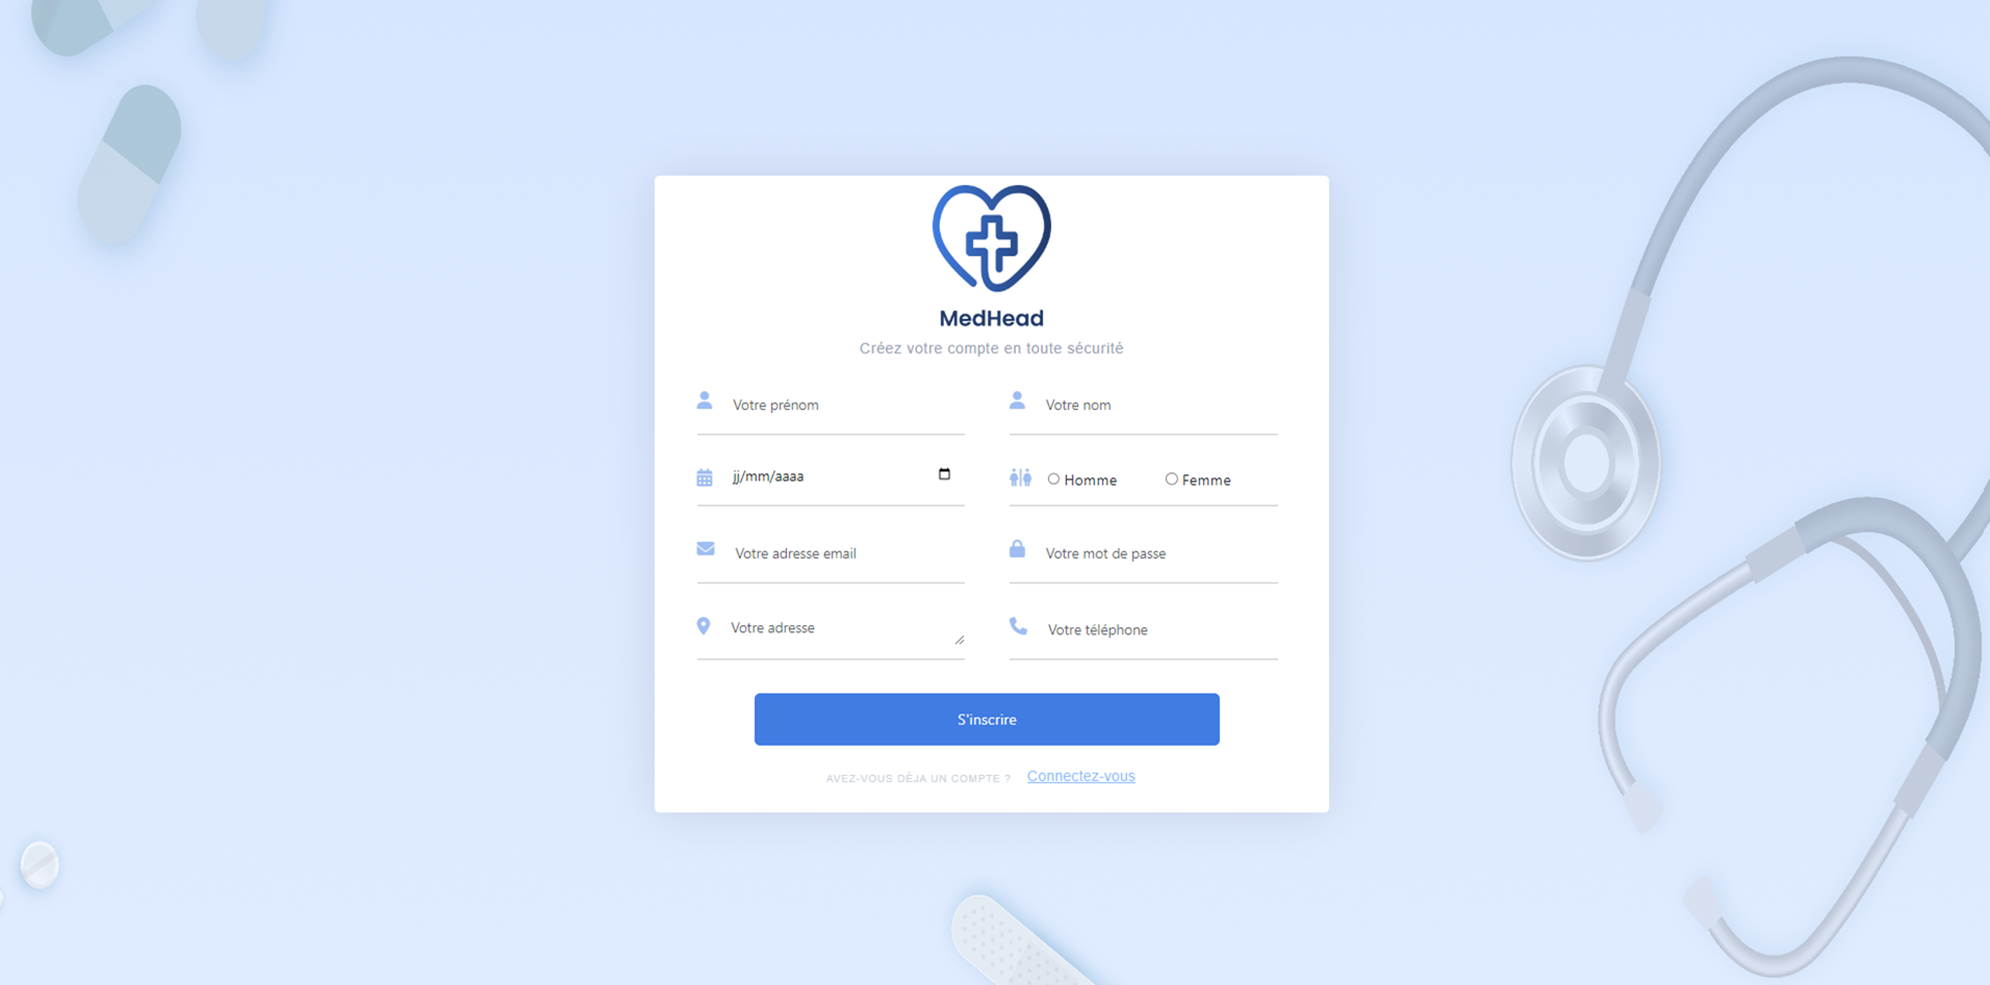 MedHead
Créez votre compte en toute sécurité
Votre prénom
Votre nom
jj/mm/aaaa
Homme
Femme
Votre adresse email
Votre mot de passe
Votre adresse
Votre téléphone
S'inscrire
AVEZ-VOUS DÉJA UN COMPTE ? Connectez-vous